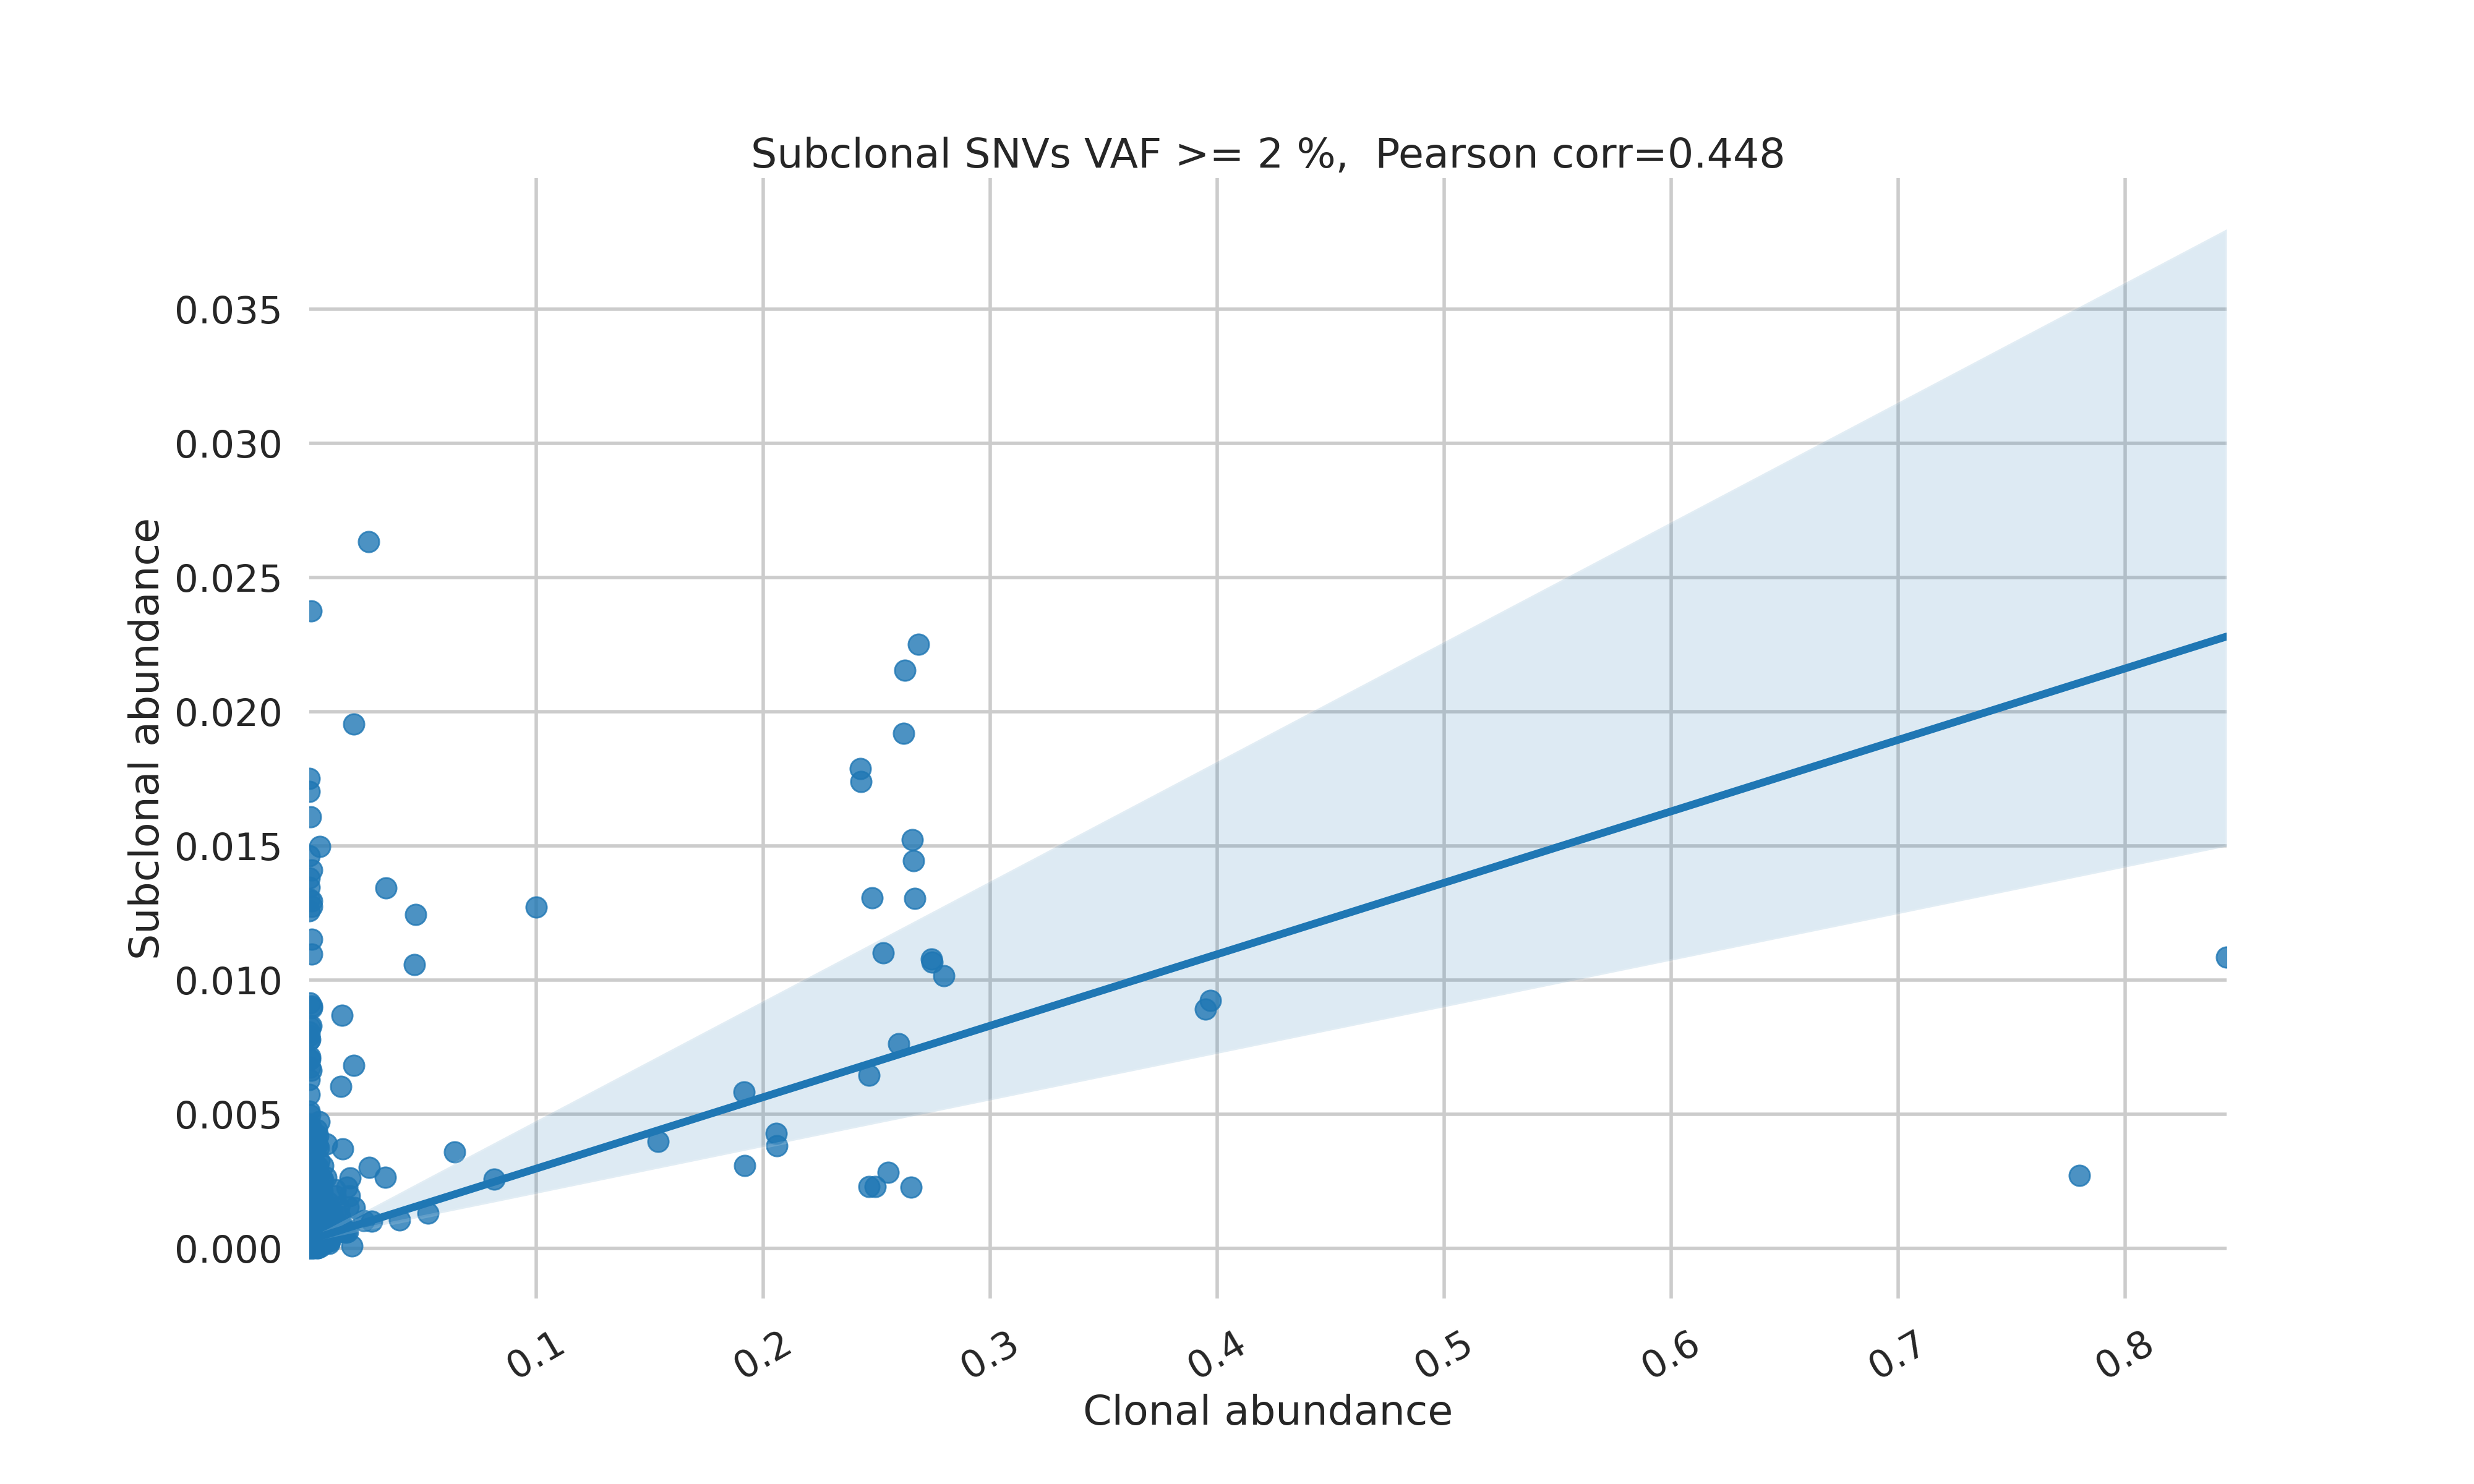 Subclonal SNVs VAF >= 2 %,  Pearson corr=0.448
Subclonal abundance
0.035
0.030
0.025
0.020
0.015
0.010
0.005
0.000
0.1 0.2 0.3 0.4 0.5 0.6 0.7 0.8
Clonal abundance